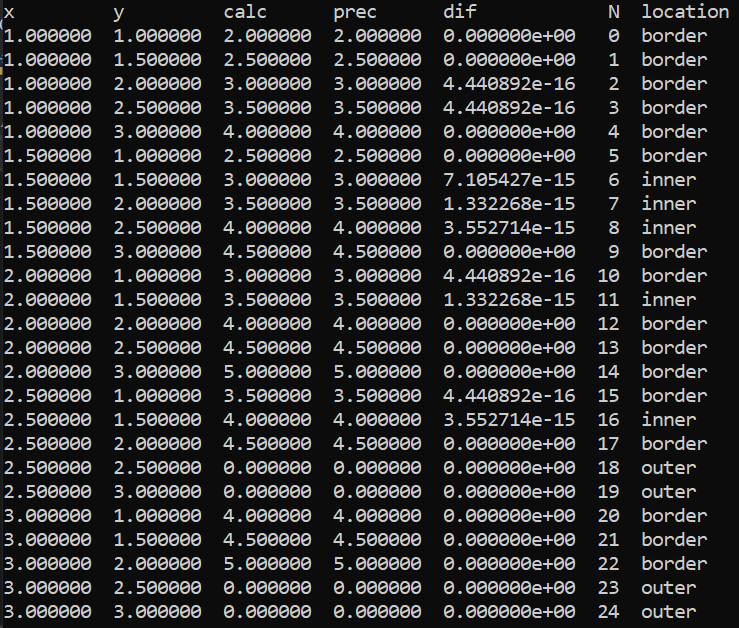 x y calc prec dif N location
1.000000 1.000000 2.000000 2.000000 0.000000e+00 0 border
1.000000 1.500000 2.500000 2.500000 0.000000e+00 1 border
1.000000 2.000000 3.000000 3.000000 4.440892e-16 2 border
1.000000 2.500000 3.500000 3.500000 4.440892e-16 3 border
1.000000 3.000000 4.000000 4.000000 0.000000e+00 4 border
1.500000 1.000000 2.500000 2.500000 0.000000e+00 5 border
1.500000 1.500000 3.000000 3.000000 7.105427e-15 6 inner
1.500000 2.000000 3.500000 3.500000 1.332268e-15 7 inner
1.500000 2.500000 4.000000 4.000000 3.552714e-15 8 inner
1.500000 3.000000 4.500000 4.500000 0.000000e+00 9 border
2.000000 1.000000 3.000000 3.000000 4.440892e-16 10 border
2.000000 1.500000 3.500000 3.500000 1.332268e-15 11 inner
2.000000 2.000000 4.000000 4.000000 0.000000e+00 12 border
2.000000 2.500000 4.500000 4.500000 0.000000e+00 13 border
2.000000 3.000000 5.000000 5.000000 0.000000e+00 14 border
2.500000 1.000000 3.500000 3.500000 4.440892e-16 15 border
2.500000 1.500000 4.000000 4.000000 3.552714e-15 16 inner
2.500000 2.000000 4.500000 4.500000 0.000000e+00 17 border
2.500000 2.500000 0.000000 0.000000 0.000000e+00 18 outer
2.500000 3.000000 0.000000 0.000000 0.000000e+00 19 outer
3.000000 1.000000 4.000000 4.000000 0.000000e+00 20 border
3.000000 1.500000 4.500000 4.500000 0.000000e+00 21 border
3.000000 2.000000 5.000000 5.000000 0.000000e+00 22 border
3.000000 2.500000 0.000000 0.000000 0.000000e+00 23 outer
3.000000 3.000000 0.000000 0.000000 0.000000e+00 24 outer